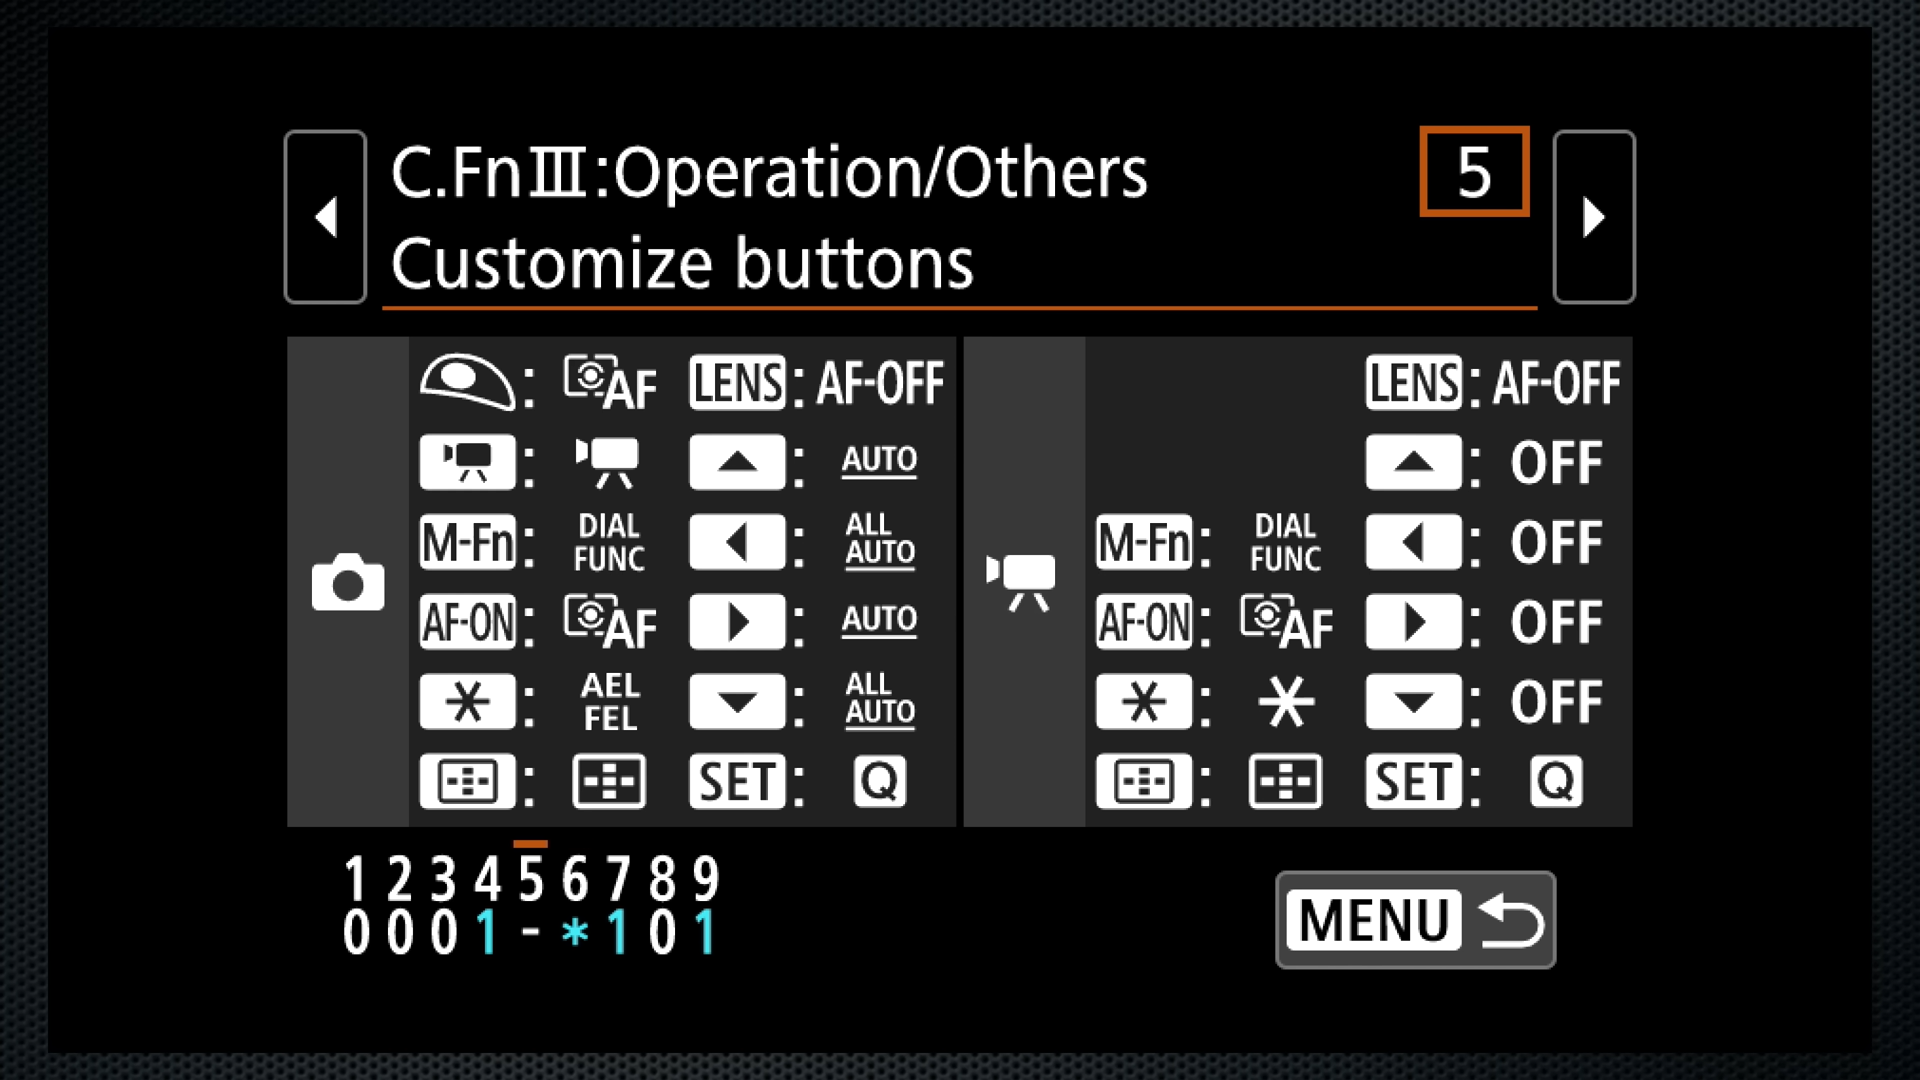 C.FnIII:Operation/Others 5
Customize buttons
: AF LENS: AF-OFF
LENS: AF-OFF
: : AUTO
: OFF
M-Fn: DIAL FUNC : ALL AUTO
M-Fn: DIAL FUNC : OFF
AF-ON: AF : AUTO
AF-ON: AF : OFF
*: AEL FEL : ALL AUTO
*: * : OFF
: SET: Q
: SET: Q
1 2 3 4 5 6 7 8 9
0 0 0 1 - * 1 0 1
MENU